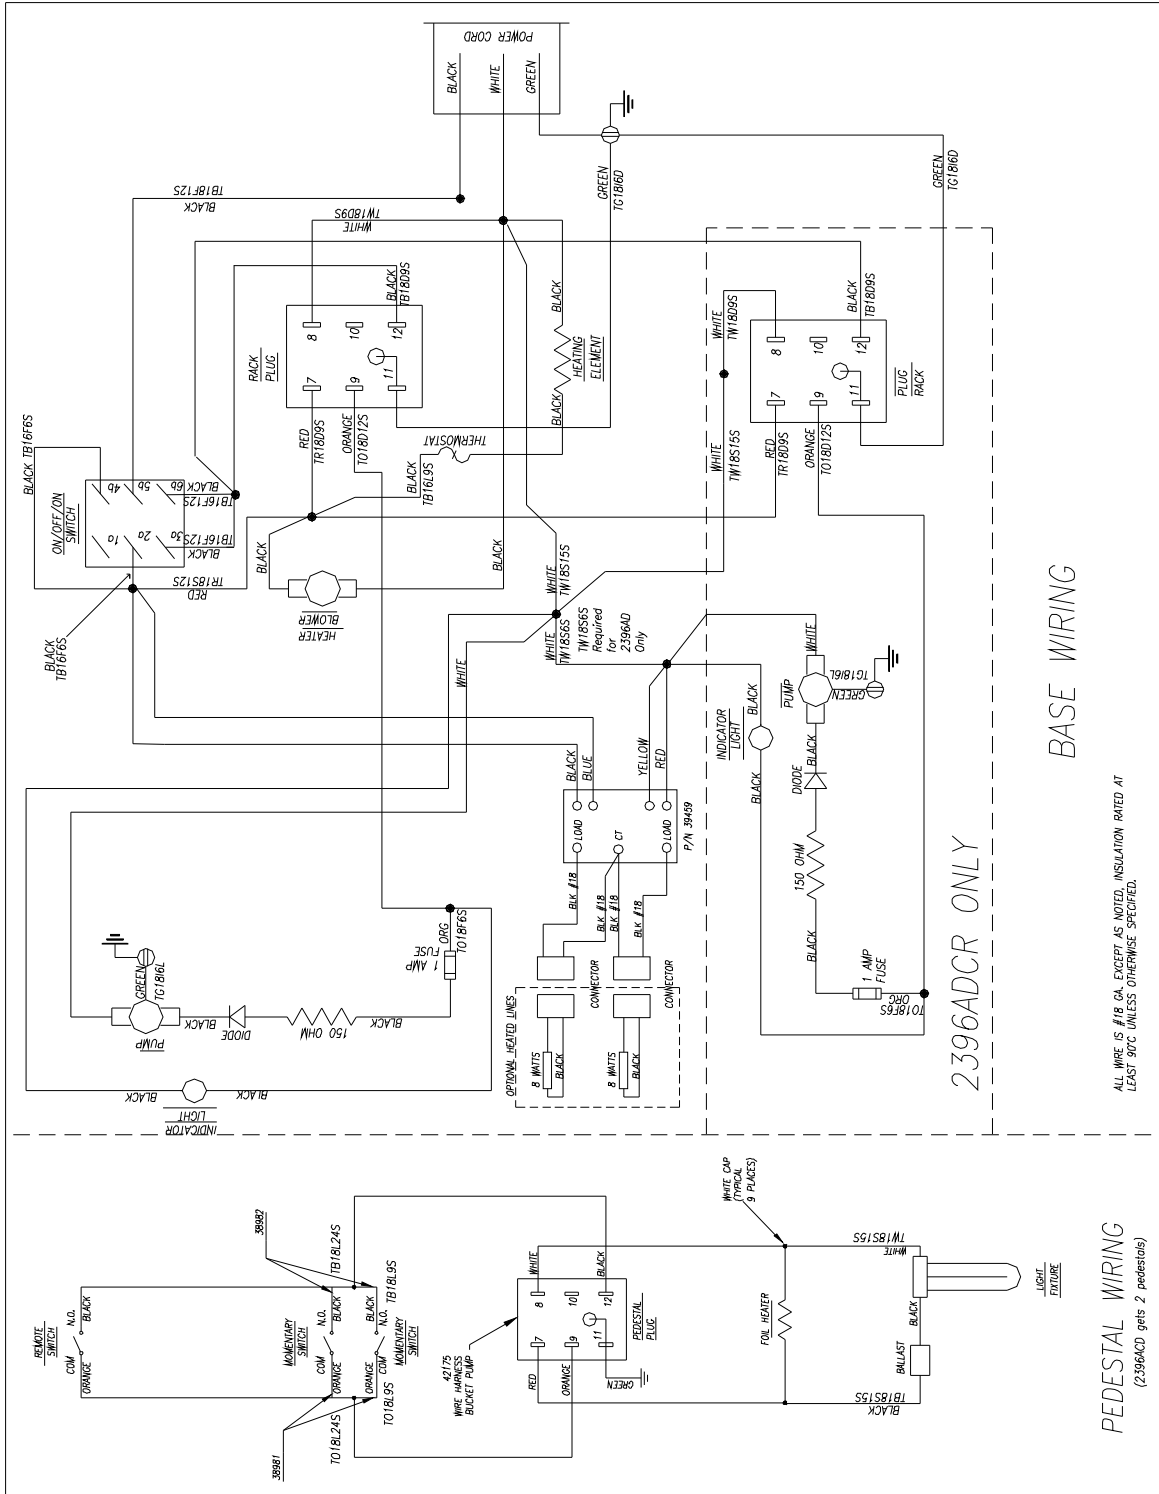 POWER CORD
BLACK
WHITE
GREEN
BLACK
TB18F12S
WHITE
TW18D9S
GREEN
TG18I6D
GREEN
TG18I6D
BLACK TB16F6S
ON/OFF/ON
SWITCH
4b
5b
6b
1a
2a
3a
BLACK
TB16F12S
BLACK
TB16F12S
RED
TR18S12S
BLACK
TB16F6S
RACK
PLUG
7
8
9
10
11
12
BLACK
TB18D9S
RED
TR18D9S
ORANGE
TO18D12S
BLACK
TB16L9S
THERMOSTAT
BLACK
HEATING
ELEMENT
BLACK
BLACK
HEATER
BLOWER
BLACK
WHITE
TW18S15S
WHITE
TW18S6S
TW18S6S
Required
for
2396AD
Only
WHITE
WHITE
TW18D9S
WHITE
TW18S15S
BLACK
TB18D9S
RED
TR18D9S
ORANGE
TO18D12S
7
8
9
10
11
12
PLUG
RACK
BLACK
BLUE
YELLOW
RED
LOAD
CT
LOAD
P/N 39459
BLK #18
BLK #18
BLK #18
BLK #18
CONNECTOR
CONNECTOR
OPTIONAL HEATED LINES
8 WATTS
BLACK
8 WATTS
BLACK
GREEN
TG18I6L
PUMP
BLACK
DIODE
150 OHM
BLACK
1 AMP
FUSE
ORG
TO18F6S
BLACK
INDICATOR
LIGHT
BLACK
INDICATOR
LIGHT
BLACK
BLACK
WHITE
PUMP
GREEN
TG18I6L
BLACK
DIODE
150 OHM
BLACK
1 AMP
FUSE
ORG
TO18F6S
2396ADCR ONLY
BASE WIRING
ALL WIRE IS #18 GA. EXCEPT AS NOTED, INSULATION RATED AT
LEAST 90°C UNLESS OTHERWISE SPECIFIED.
REMOTE
SWITCH
COM
N.O.
ORANGE
BLACK
MOMENTARY
SWITCH
COM
N.O.
ORANGE
BLACK
ORANGE
BLACK
COM
N.O.
MOMENTARY
SWITCH
38982
38981
TB18L24S
TB18L9S
TO18L24S
TO18L9S
42175
WIRE HARNESS
BUCKET PUMP
WHITE
BLACK
RED
ORANGE
GREEN
7
8
9
10
11
12
PEDESTAL
PLUG
WHITE CAP
(TYPICAL
9 PLACES)
FOIL HEATER
TW18S15S
WHITE
TB18S15S
BLACK
BLACK
BALLAST
LIGHT
FIXTURE
PEDESTAL WIRING
(2396ACD gets 2 pedestals)